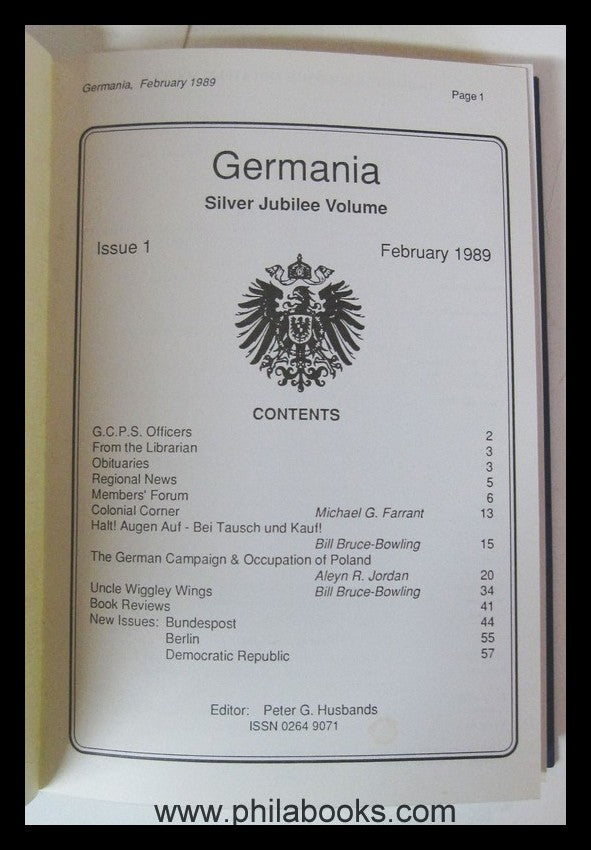 Germania, February 1989
Page 1
Germania
Silver Jubilee Volume
Issue 1 February 1989
CONTENTS
G.C.P.S. Officers 2
From the Librarian 3
Obituaries 3
Regional News 5
Members' Forum 6
Colonial Corner Michael G. Farrant 13
Halt! Augen Auf - Bei Tausch und Kauf!
Bill Bruce-Bowling 15
The German Campaign & Occupation of Poland
Aleyn R. Jordan 20
Uncle Wiggley Wings Bill Bruce-Bowling 34
Book Reviews 41
New Issues: Bundespost 44
Berlin 55
Democratic Republic 57
Editor: Peter G. Husbands
ISSN 0264 9071
www.philabooks.com